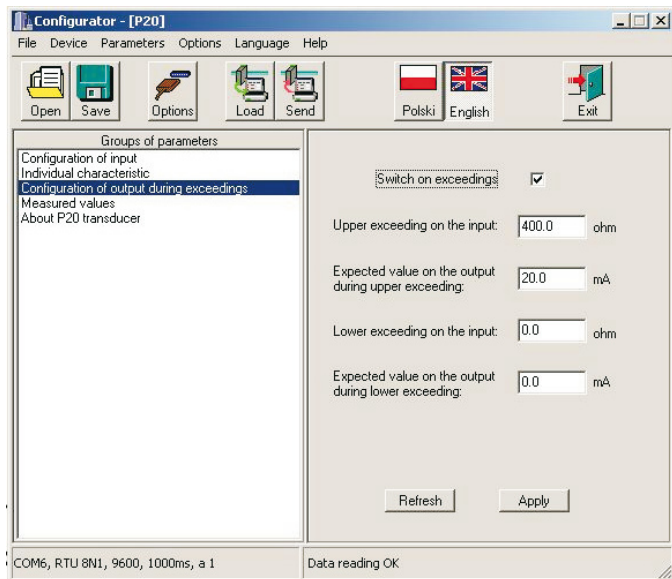 Configurator - [P20]
File Device Parameters Options Language Help
Open Save Options Load Send Polski English Exit
Groups of parameters
Configuration of input
Individual characteristic
Configuration of output during exceedings
Measured values
About P20 transducer
Switch on exceedings
Upper exceeding on the input: 400.0 ohm
Expected value on the output
during upper exceeding: 20.0 mA
Lower exceeding on the input: 0.0 ohm
Expected value on the output
during lower exceeding: 0.0 mA
Refresh Apply
COM6, RTU 8N1, 9600, 1000ms, a 1 Data reading OK